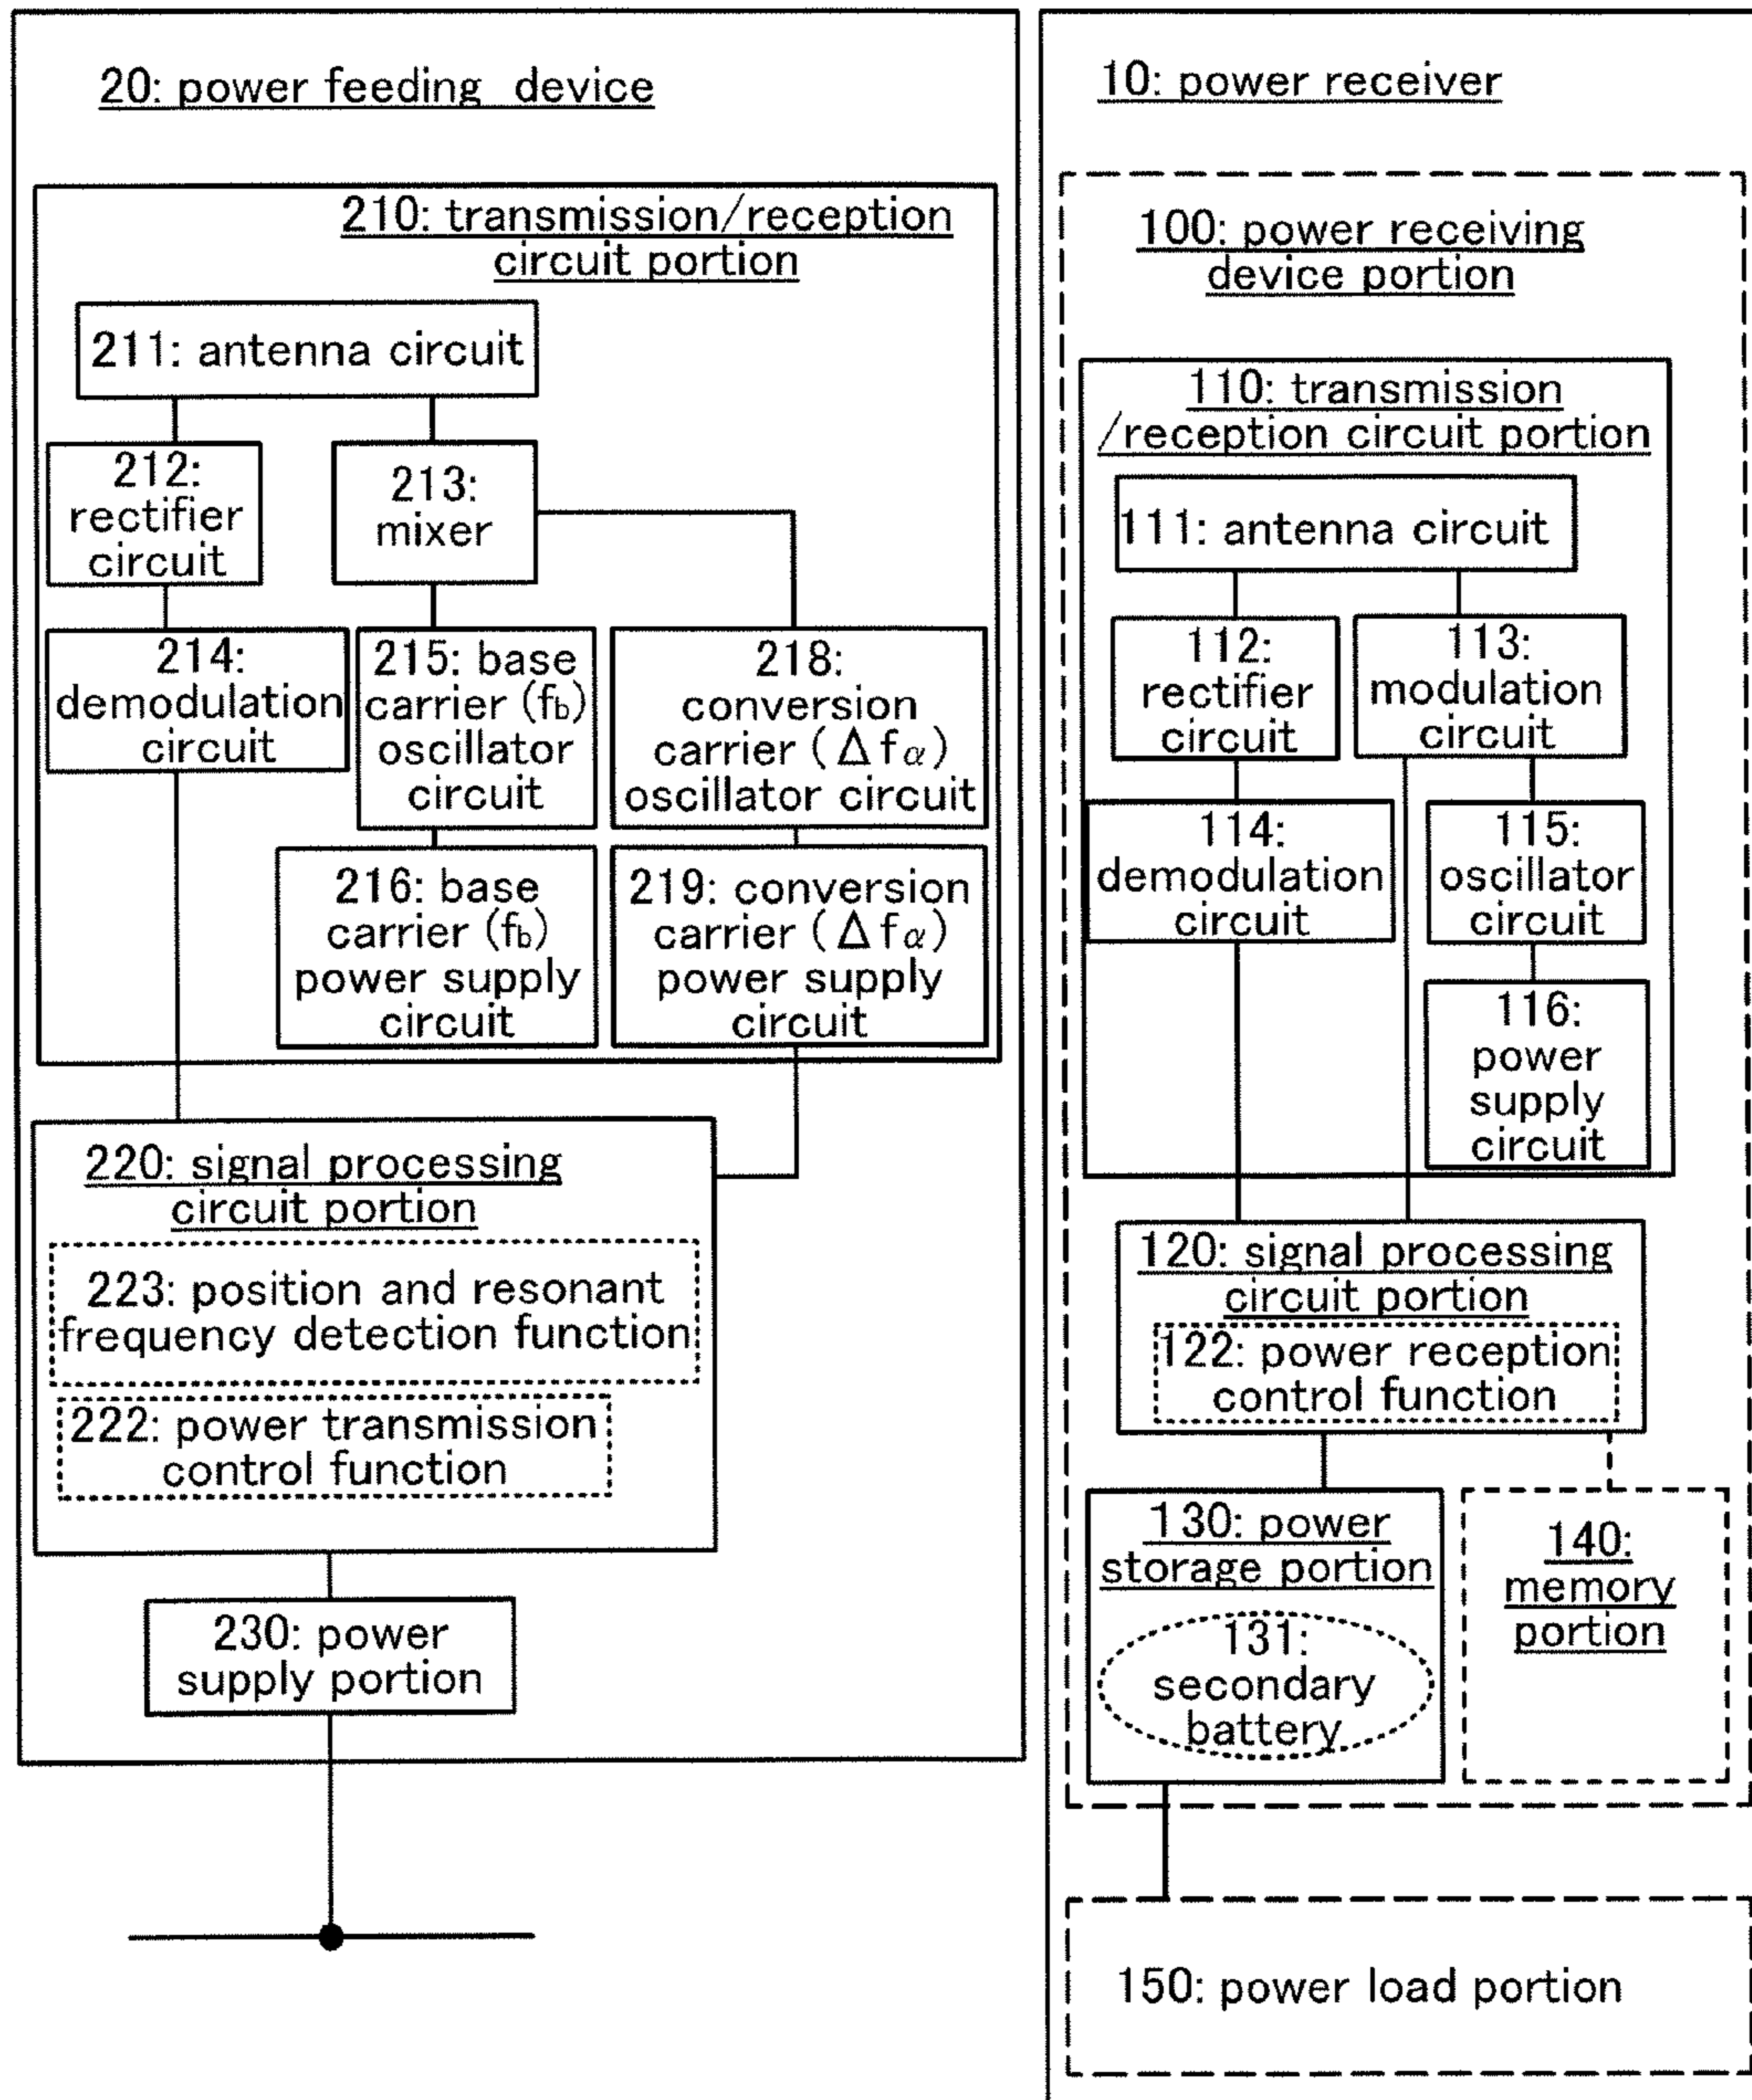 20: power feeding device
210: transmission/reception
circuit portion
211: antenna circuit
212:
rectifier
circuit
213:
mixer
214:
demodulation
circuit
215: base
carrier (fb)
oscillator
circuit
218:
conversion
carrier (Δfα)
oscillator circuit
216: base
carrier (fb)
power supply
circuit
219: conversion
carrier (Δfα)
power supply
circuit
220: signal processing
circuit portion
223: position and resonant
frequency detection function
222: power transmission
control function
230: power
supply portion
10: power receiver
100: power receiving
device portion
110: transmission
/reception circuit portion
111: antenna circuit
112:
rectifier
circuit
113:
modulation
circuit
114:
demodulation
circuit
115:
oscillator
circuit
116:
power
supply
circuit
120: signal processing
circuit portion
122: power reception
control function
130: power
storage portion
131:
secondary
battery
140:
memory
portion
150: power load portion